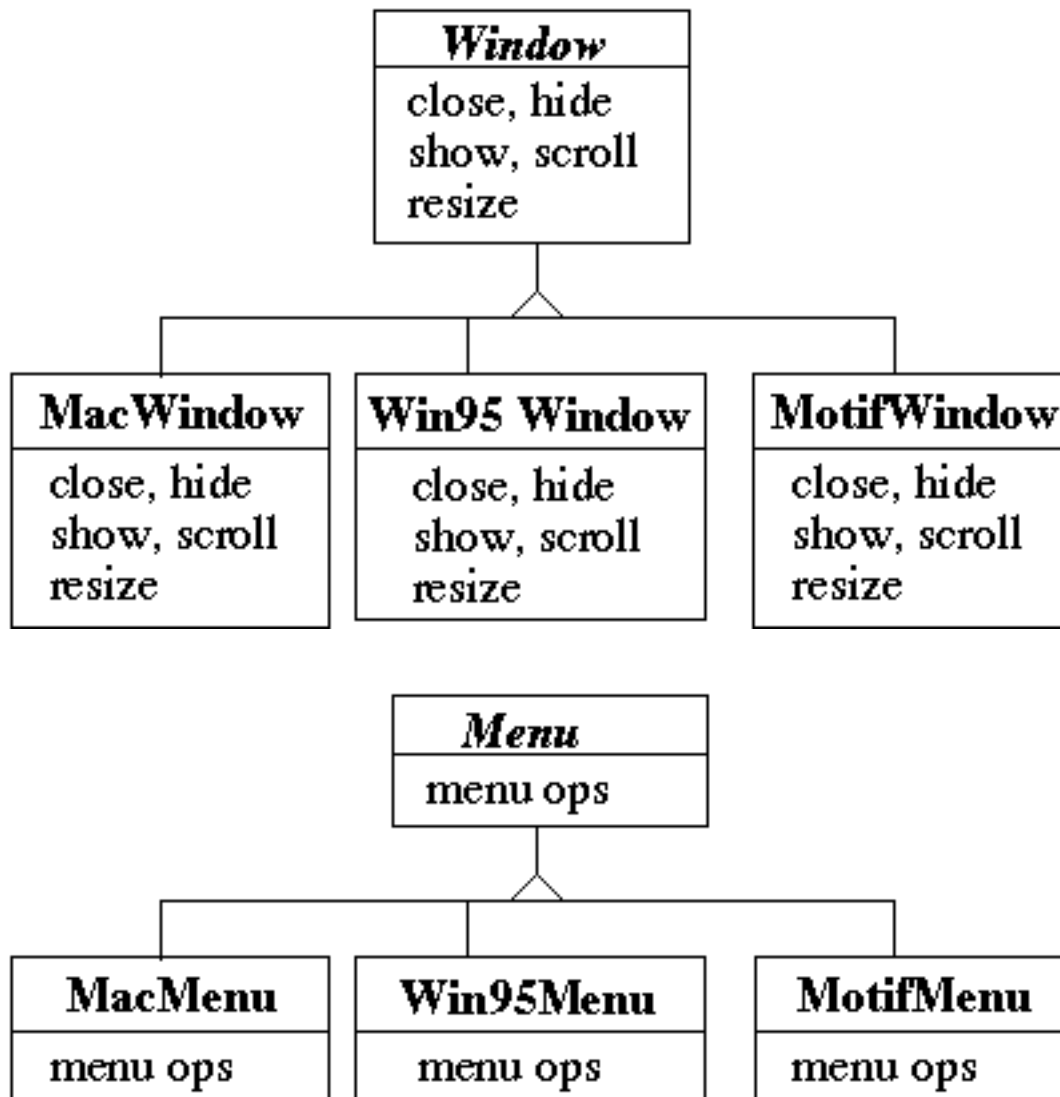 Window
close, hide
show, scroll
resize
MacWindow
close, hide
show, scroll
resize
Win95 Window
close, hide
show, scroll
resize
MotifWindow
close, hide
show, scroll
resize
Menu
menu ops
MacMenu
menu ops
Win95Menu
menu ops
MotifMenu
menu ops